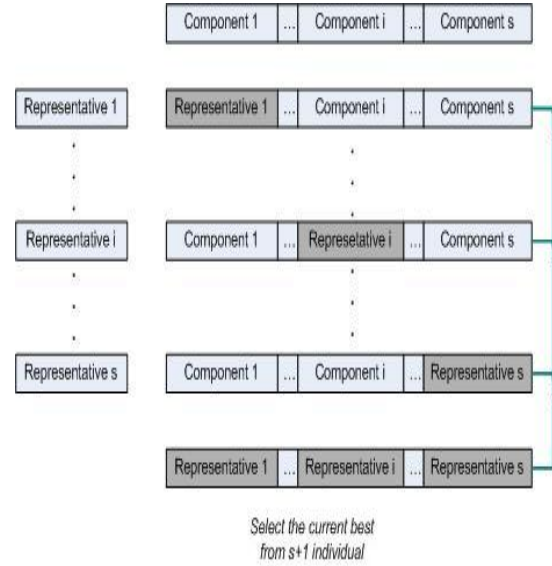 Component 1 ... Component i ... Component s
Representative 1 Representative 1 ... Component i ... Component s
Representative i Component 1 ... Represetative i ... Component s
Representative s Component 1 ... Component i ... Representative s
Representative 1 ... Representative i ... Representative s
Select the current best
from s+1 individual